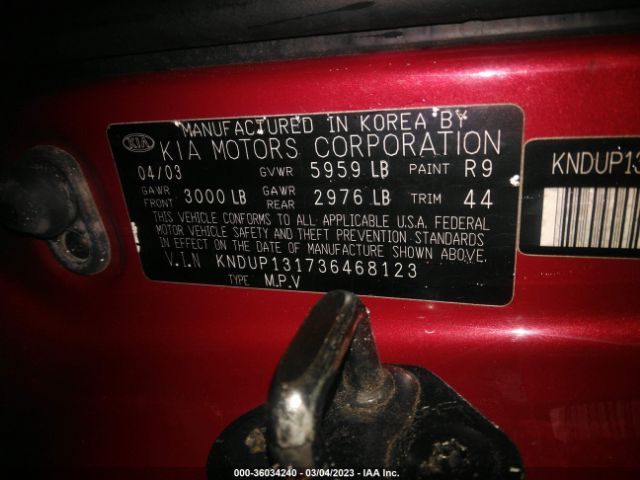 MANUFACTURED IN KOREA BY
KIA KIA MOTORS CORPORATION
04/03 GVWR 5959 LB PAINT R9
GAWR FRONT 3000 LB GAWR REAR 2976 LB TRIM 44
THIS VEHICLE CONFORMS TO ALL APPLICABLE U.S.A. FEDERAL
MOTOR VEHICLE SAFETY AND THEFT PREVENTION STANDARDS
IN EFFECT ON THE DATE OF MANUFACTURE SHOWN ABOVE.
V.I.N KNDUP131736468123
TYPE M.P.V
KNDUP13
000-36034240 - 03/04/2023 - IAA Inc.